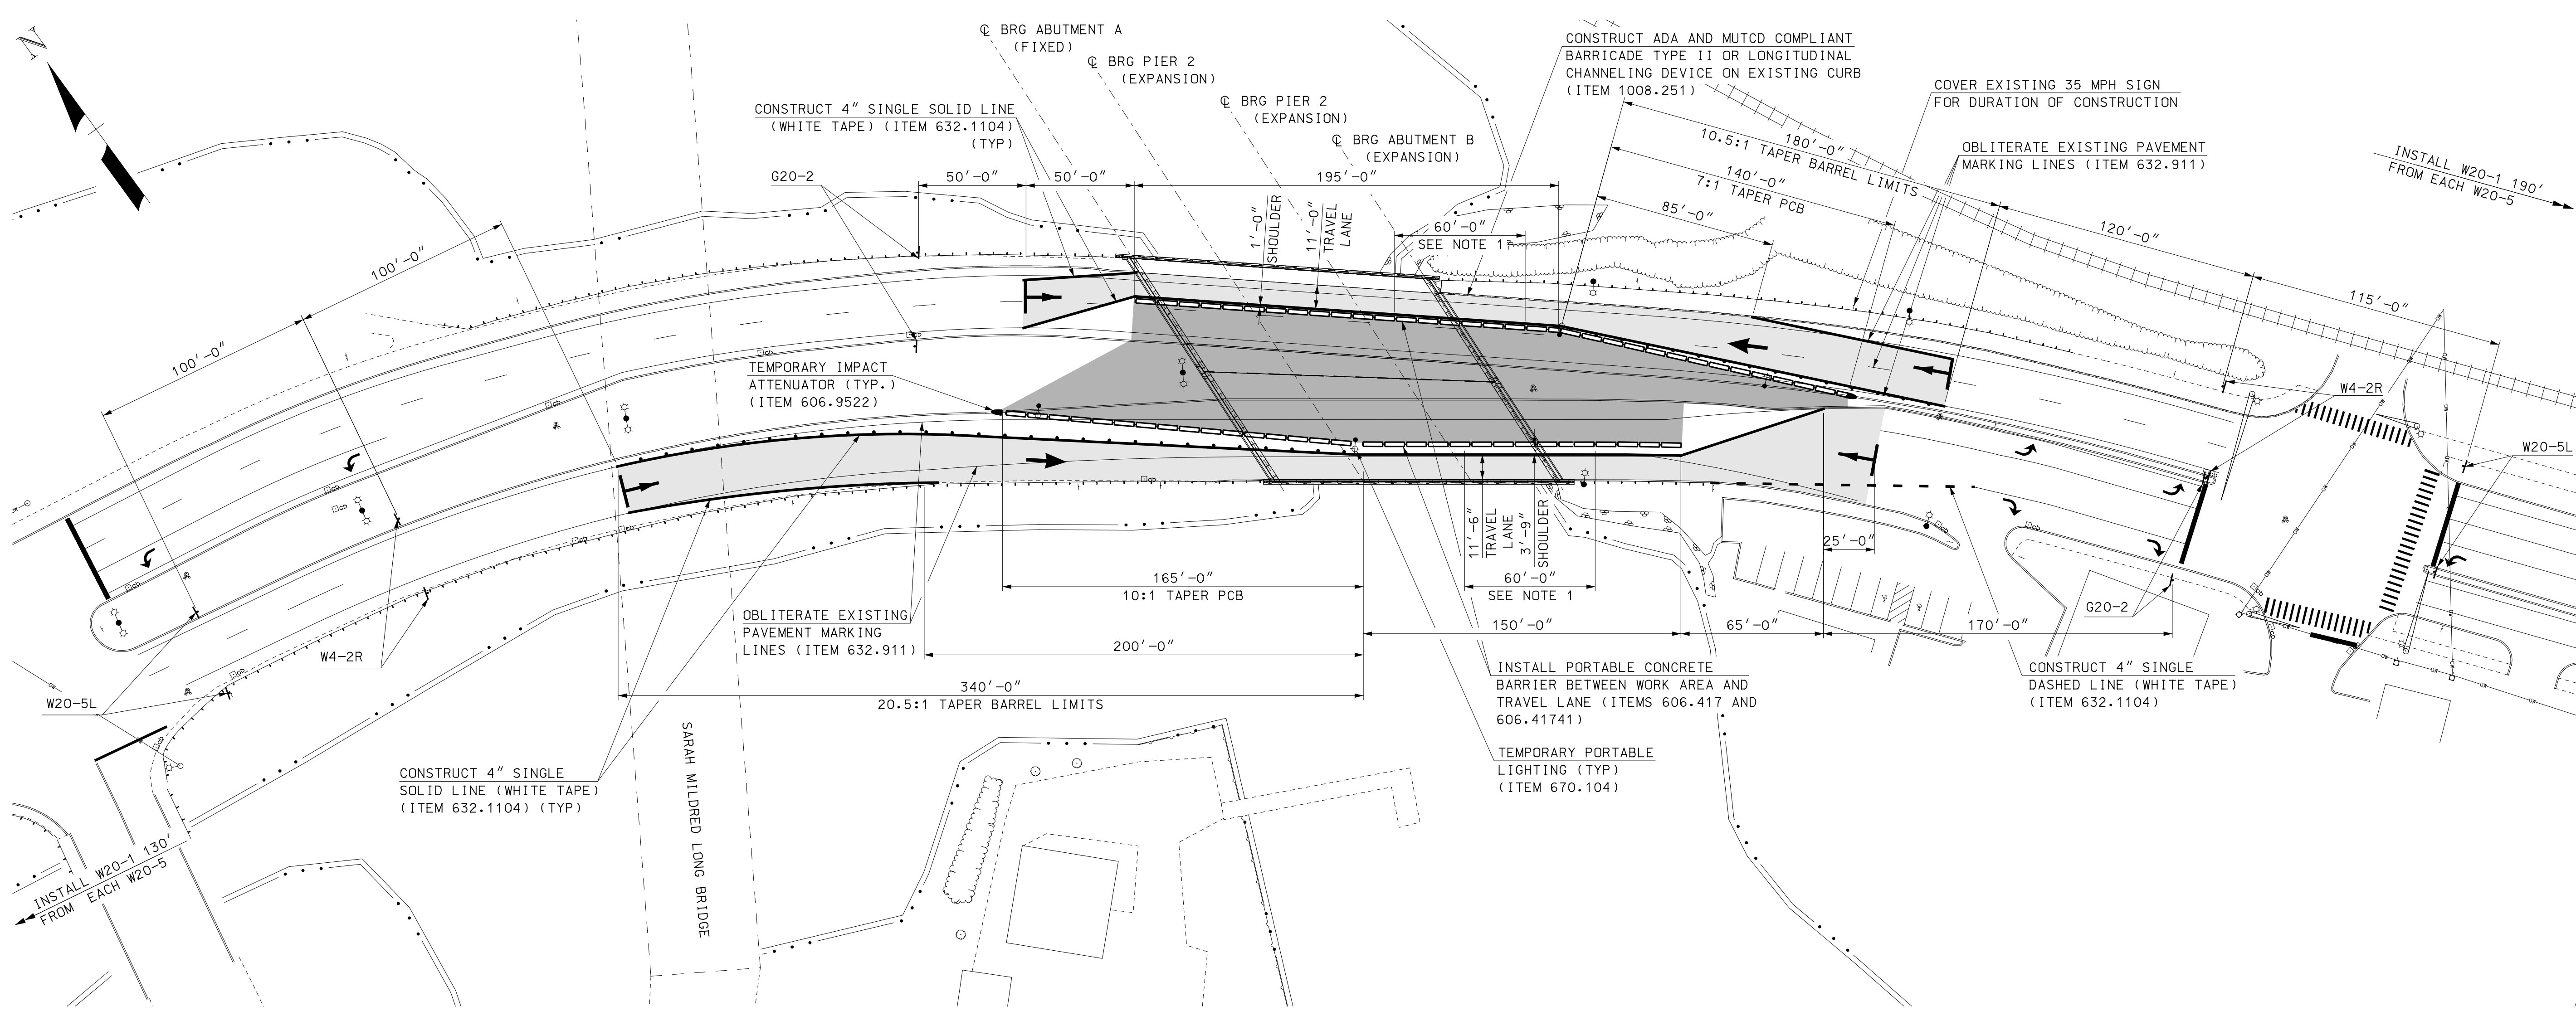 N
℄ BRG ABUTMENT A
(FIXED)
℄ BRG PIER 2
(EXPANSION)
℄ BRG PIER 2
(EXPANSION)
℄ BRG ABUTMENT B
(EXPANSION)
CONSTRUCT ADA AND MUTCD COMPLIANT
BARRICADE TYPE II OR LONGITUDINAL
CHANNELING DEVICE ON EXISTING CURB
(ITEM 1008.251)
COVER EXISTING 35 MPH SIGN
FOR DURATION OF CONSTRUCTION
OBLITERATE EXISTING PAVEMENT
MARKING LINES (ITEM 632.911)
INSTALL W20-1 190'
FROM EACH W20-5
CONSTRUCT 4" SINGLE SOLID LINE
(WHITE TAPE) (ITEM 632.1104)
(TYP)
G20-2
50'-0"
50'-0"
195'-0"
180'-0"
10.5:1 TAPER BARREL LIMITS
140'-0"
7:1 TAPER PCB
85'-0"
120'-0"
115'-0"
1'-0"
SHOULDER
11'-0"
TRAVEL
LANE
60'-0"
SEE NOTE 1
100'-0"
100'-0"
TEMPORARY IMPACT
ATTENUATOR (TYP.)
(ITEM 606.9522)
W4-2R
W20-5L
11'-6"
TRAVEL
LANE
3'-9"
SHOULDER
25'-0"
165'-0"
10:1 TAPER PCB
60'-0"
SEE NOTE 1
OBLITERATE EXISTING
PAVEMENT MARKING
LINES (ITEM 632.911)
G20-2
150'-0"
65'-0"
170'-0"
200'-0"
W4-2R
340'-0"
20.5:1 TAPER BARREL LIMITS
INSTALL PORTABLE CONCRETE
BARRIER BETWEEN WORK AREA AND
TRAVEL LANE (ITEMS 606.417 AND
606.41741)
CONSTRUCT 4" SINGLE
DASHED LINE (WHITE TAPE)
(ITEM 632.1104)
W20-5L
TEMPORARY PORTABLE
LIGHTING (TYP)
(ITEM 670.104)
CONSTRUCT 4" SINGLE
SOLID LINE (WHITE TAPE)
(ITEM 632.1104) (TYP)
SARAH MILDRED LONG BRIDGE
INSTALL W20-1 130'
FROM EACH W20-5